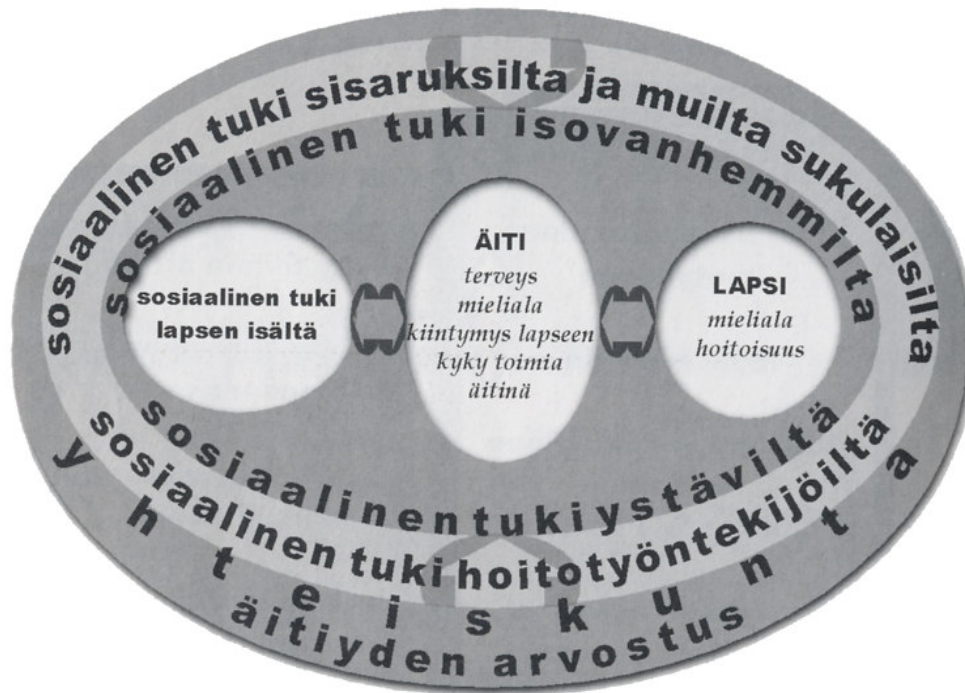 sosiaalinen tuki sisaruksilta ja muilta sukulaisilta
sosiaalinen tuki isovanhemmilta
sosiaalinen tuki
lapsen isältä
ÄITI
terveys
mieliala
kiintymys lapseen
kyky toimia
äitinä
LAPSI
mieliala
hoitoisuus
sosiaalinen tuki ystäviltä
sosiaalinen tuki hoitotyöntekijöiltä
yhteiskunta
äitiyden arvostus